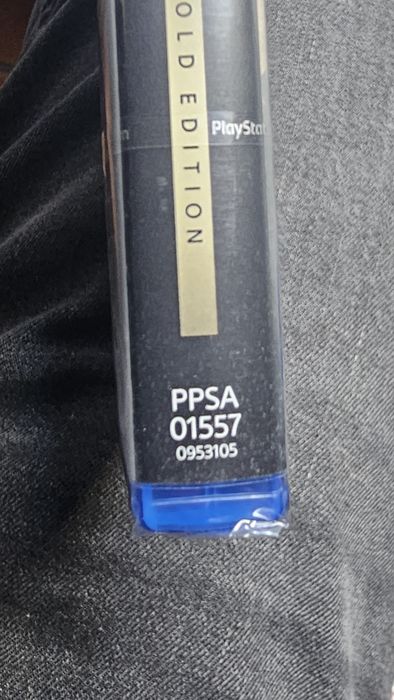 OLD EDITION
PlayStat
PPSA
01557
0953105